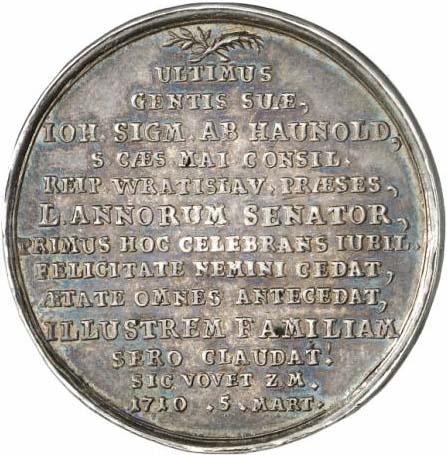 ULTIMUS
GENTIS SUÆ,
IOH. SIGM. AB HAUNOLD,
S CÆS MAI CONSIL.
REIP. WRATISLAV. PRÆSES,
L. ANNORUM SENATOR,
PRIMUS HOC CELEBRANS IUBIL.
FELICITATE NEMINI CEDAT,
ÆTATE OMNES ANTECEDAT,
ILLUSTREM FAMILIAM
SERO CLAUDAT!
SIC VOVET Z.M.
1710 . 5 . MART.